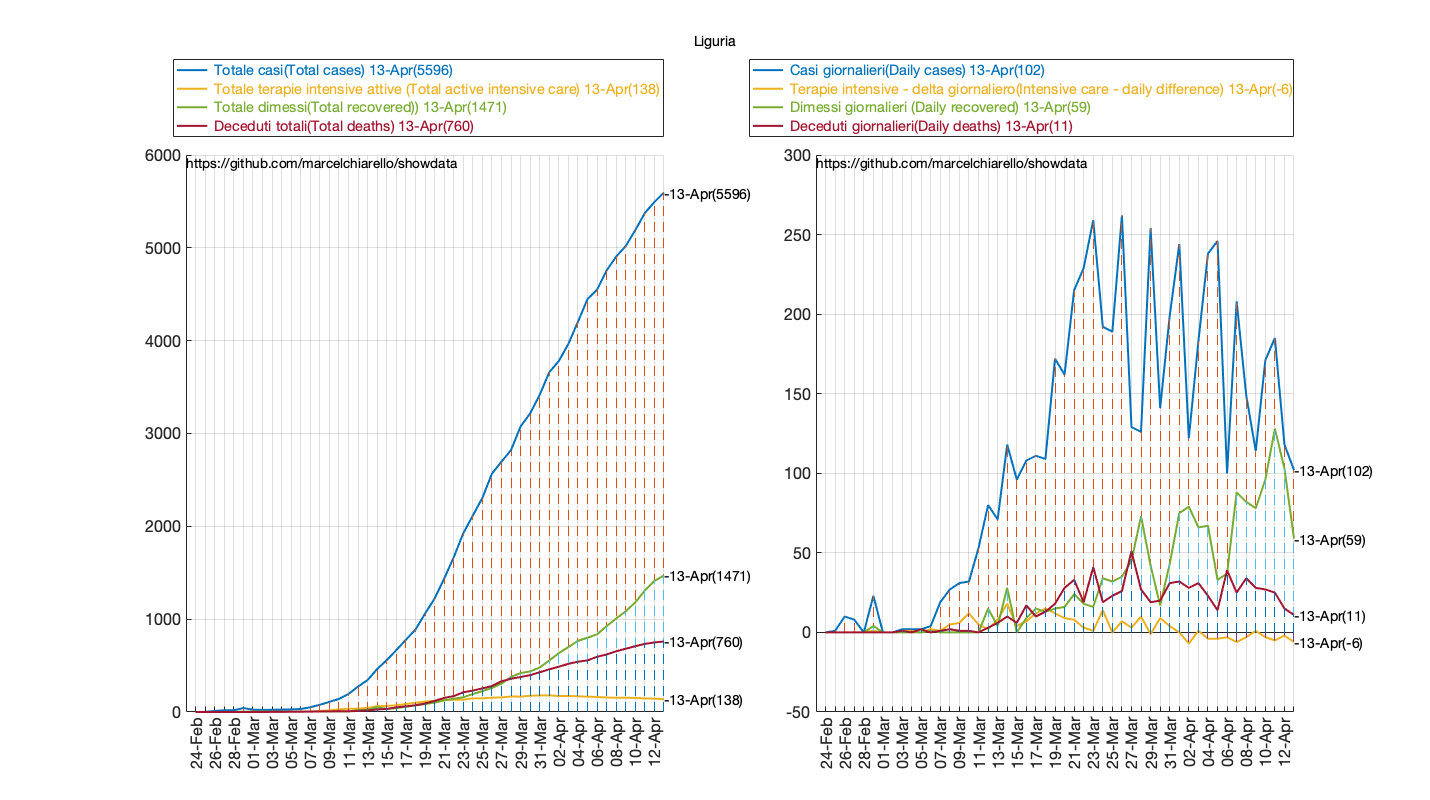 Liguria
Totale casi(Total cases) 13-Apr(5596)
Totale terapie intensive attive (Total active intensive care) 13-Apr(138)
Totale dimessi(Total recovered)) 13-Apr(1471)
Deceduti totali(Total deaths) 13-Apr(760)
https://github.com/marcelchiarello/showdata
6000
5000
4000
3000
2000
1000
0
-13-Apr(5596)
-13-Apr(1471)
-13-Apr(760)
-13-Apr(138)
24-Feb
26-Feb
28-Feb
01-Mar
03-Mar
05-Mar
07-Mar
09-Mar
11-Mar
13-Mar
15-Mar
17-Mar
19-Mar
21-Mar
23-Mar
25-Mar
27-Mar
29-Mar
31-Mar
02-Apr
04-Apr
06-Apr
08-Apr
10-Apr
12-Apr
Casi giornalieri(Daily cases) 13-Apr(102)
Terapie intensive - delta giornaliero(Intensive care - daily difference) 13-Apr(-6)
Dimessi giornalieri (Daily recovered) 13-Apr(59)
Deceduti giornalieri(Daily deaths) 13-Apr(11)
https://github.com/marcelchiarello/showdata
300
250
200
150
100
50
0
-50
-13-Apr(102)
-13-Apr(59)
-13-Apr(11)
-13-Apr(-6)
24-Feb
26-Feb
28-Feb
01-Mar
03-Mar
05-Mar
07-Mar
09-Mar
11-Mar
13-Mar
15-Mar
17-Mar
19-Mar
21-Mar
23-Mar
25-Mar
27-Mar
29-Mar
31-Mar
02-Apr
04-Apr
06-Apr
08-Apr
10-Apr
12-Apr